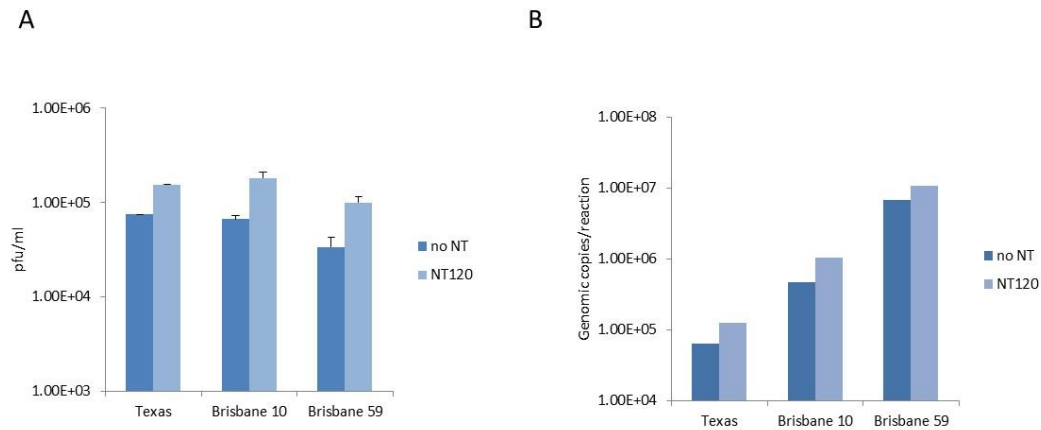 A
1.00E+06
1.00E+05
1.00E+04
1.00E+03
pfu/ml
Texas Brisbane 10 Brisbane 59
no NT
NT120
B
1.00E+08
1.00E+07
1.00E+06
1.00E+05
1.00E+04
Genomic copies/reaction
Texas Brisbane 10 Brisbane 59
no NT
NT120